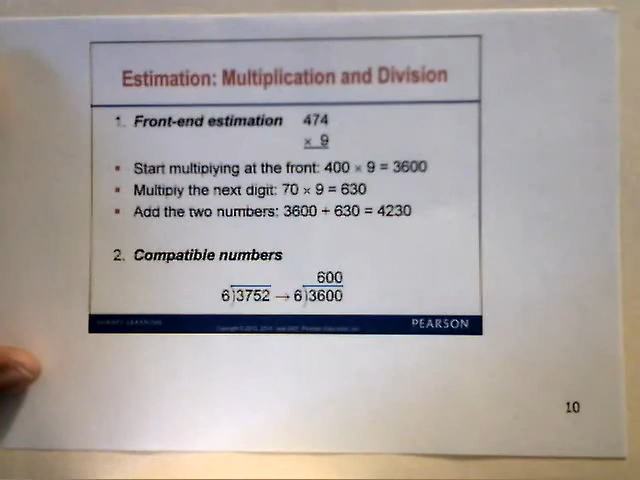 Estimation: Multiplication and Division
1. Front-end estimation 474
× 9
▪ Start multiplying at the front: 400 × 9 = 3600
▪ Multiply the next digit: 70 × 9 = 630
▪ Add the two numbers: 3600 + 630 = 4230
2. Compatible numbers
600
6)3752 → 6)3600
ALWAYS LEARNING
PEARSON
10